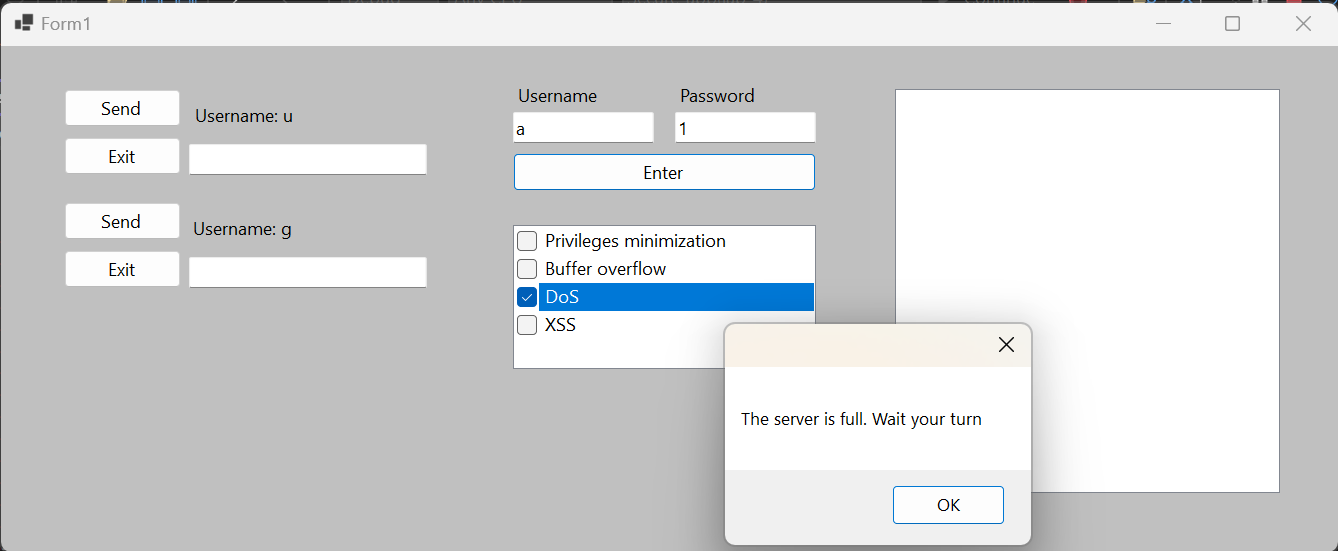 Form1
Send
Username: u
Exit
Send
Username: g
Exit
Username Password
a 1
Enter
Privileges minimization
Buffer overflow
DoS
XSS
The server is full. Wait your turn
OK